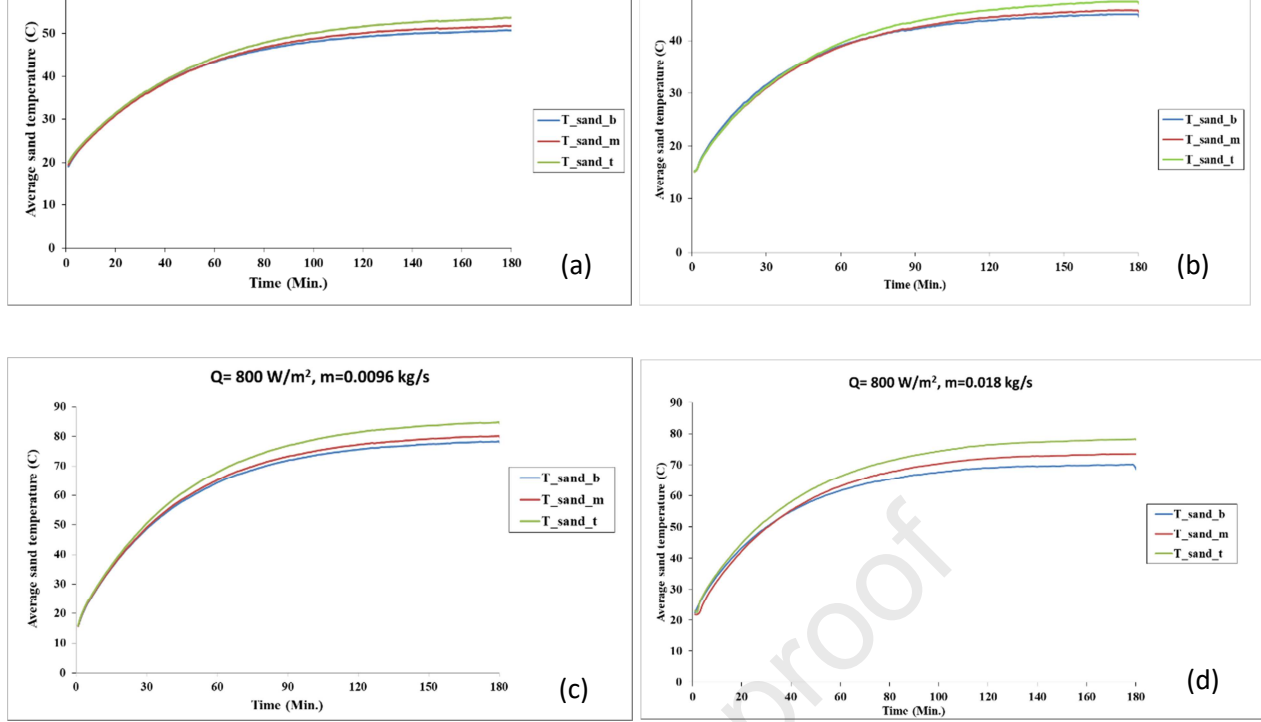 50
40
30
20
10
0
0 20 40 60 80 100 120 140 160 180
Time (Min.)
Average sand temperature (C)
T_sand_b
T_sand_m
T_sand_t
(a)
40
30
20
10
0
0 30 60 90 120 150 180
Time (Min.)
Average sand temperature (C)
T_sand_b
T_sand_m
T_sand_t
(b)
Q= 800 W/m², m=0.0096 kg/s
90
80
70
60
50
40
30
20
10
0
0 30 60 90 120 150 180
Time (Min.)
Average sand temperature (C)
T_sand_b
T_sand_m
T_sand_t
(c)
Q= 800 W/m², m=0.018 kg/s
90
80
70
60
50
40
30
20
10
0
0 20 40 60 80 100 120 140 160 180
Time (Min.)
Average sand temperature (C)
T_sand_b
T_sand_m
T_sand_t
(d)
proof